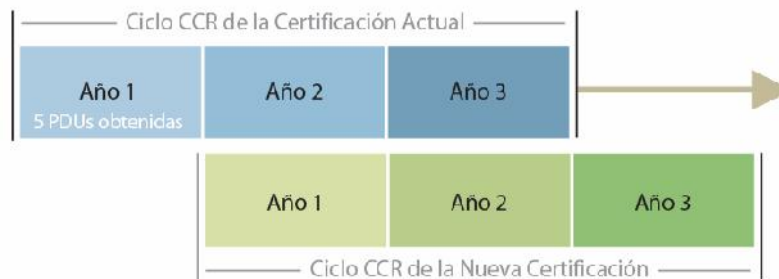 Ciclo CCR de la Certificación Actual
Año 1
Año 2
Año 3
5 PDUs obtenidas
Año 1
Año 2
Año 3
Ciclo CCR de la Nueva Certificación